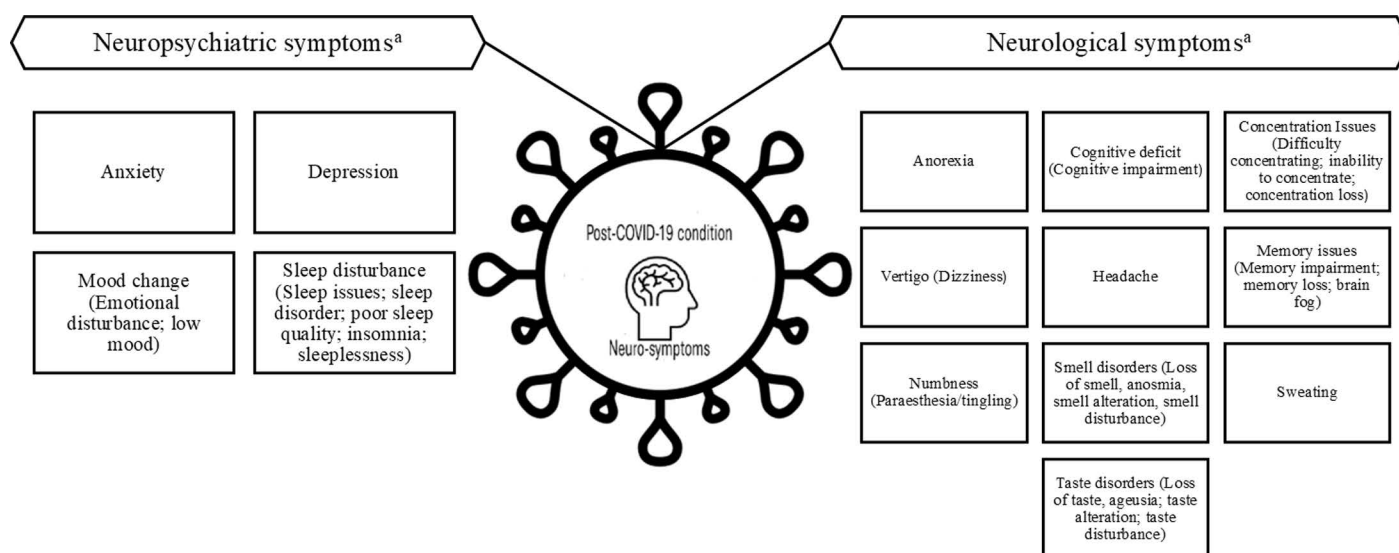 Neuropsychiatric symptomsa
Neurological symptomsa
Anxiety
Depression
Mood change
(Emotional
disturbance; low
mood)
Sleep disturbance
(Sleep issues; sleep
disorder; poor sleep
quality; insomnia;
sleeplessness)
Post-COVID-19 condition
Neuro-symptoms
Anorexia
Cognitive deficit
(Cognitive impairment)
Concentration Issues
(Difficulty
concentrating; inability
to concentrate;
concentration loss)
Vertigo (Dizziness)
Headache
Memory issues
(Memory impairment;
memory loss; brain
fog)
Numbness
(Paraesthesia/tingling)
Smell disorders (Loss
of smell, anosmia,
smell alteration, smell
disturbance)
Sweating
Taste disorders (Loss
of taste, ageusia; taste
alteration; taste
disturbance)